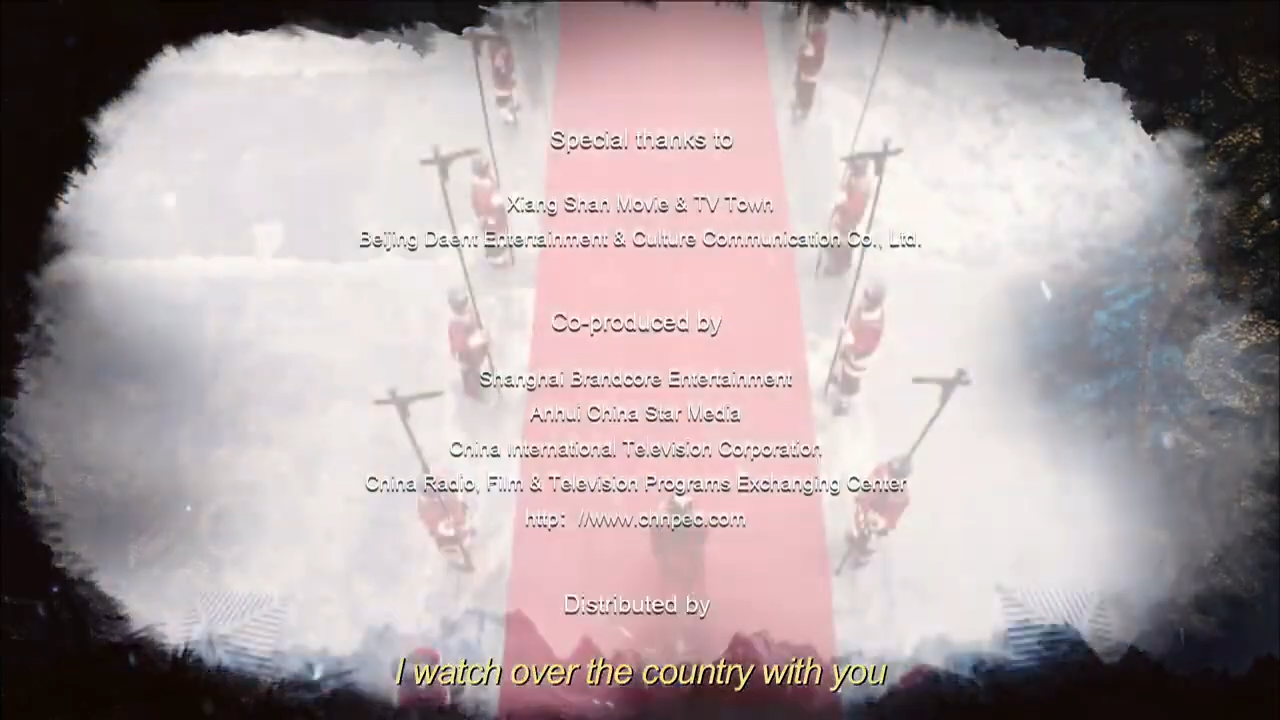 Special thanks to
Xiang Shan Movie & TV Town
Beijing Daent Entertainment & Culture Communication Co., Ltd.
Co-produced by
Shanghai Brandcore Entertainment
Anhui China Star Media
China International Television Corporation
China Radio, Film & Television Programs Exchanging Center
http: //www.chnpec.com
Distributed by
I watch over the country with you